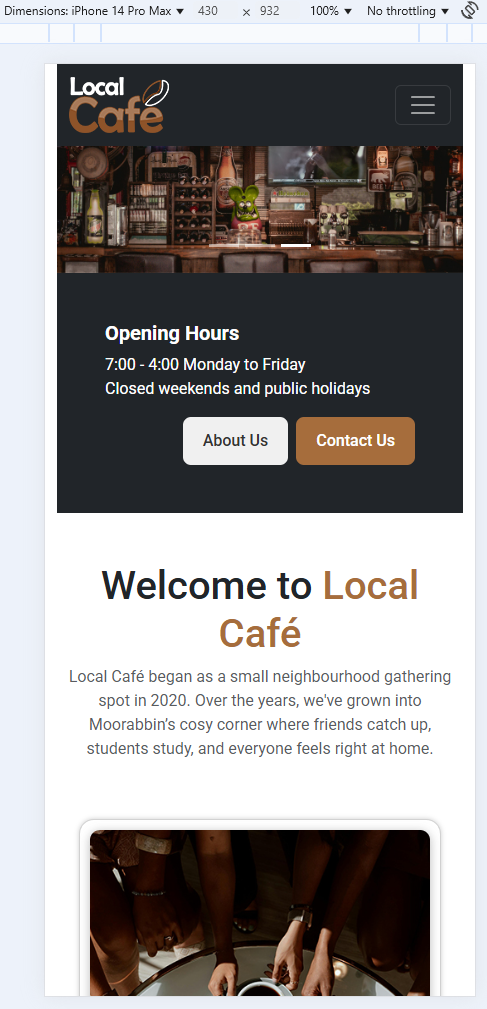 Dimensions: iPhone 14 Pro Max ▼ 430 × 932 100% ▼ No throttling ▼
Local
Café
Opening Hours
7:00 - 4:00 Monday to Friday
Closed weekends and public holidays
About Us Contact Us
Welcome to Local
Café
Local Café began as a small neighbourhood gathering
spot in 2020. Over the years, we've grown into
Moorabbin’s cosy corner where friends catch up,
students study, and everyone feels right at home.